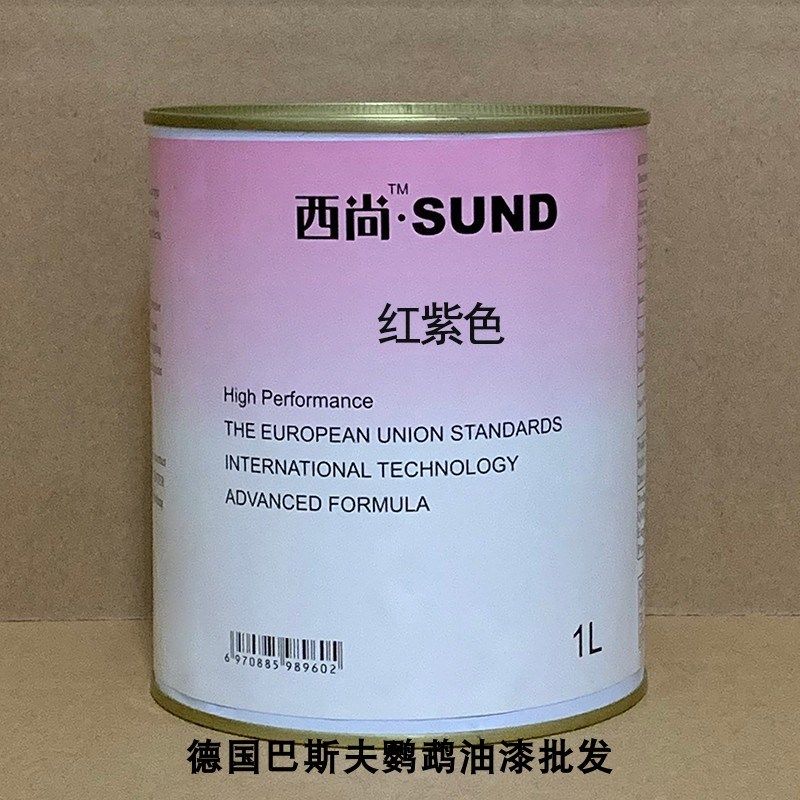 西尚™·SUND
红紫色
High Performance
THE EUROPEAN UNION STANDARDS
INTERNATIONAL TECHNOLOGY
ADVANCED FORMULA
6 970885 989602
1L
德国巴斯夫鹦鹉油漆批发